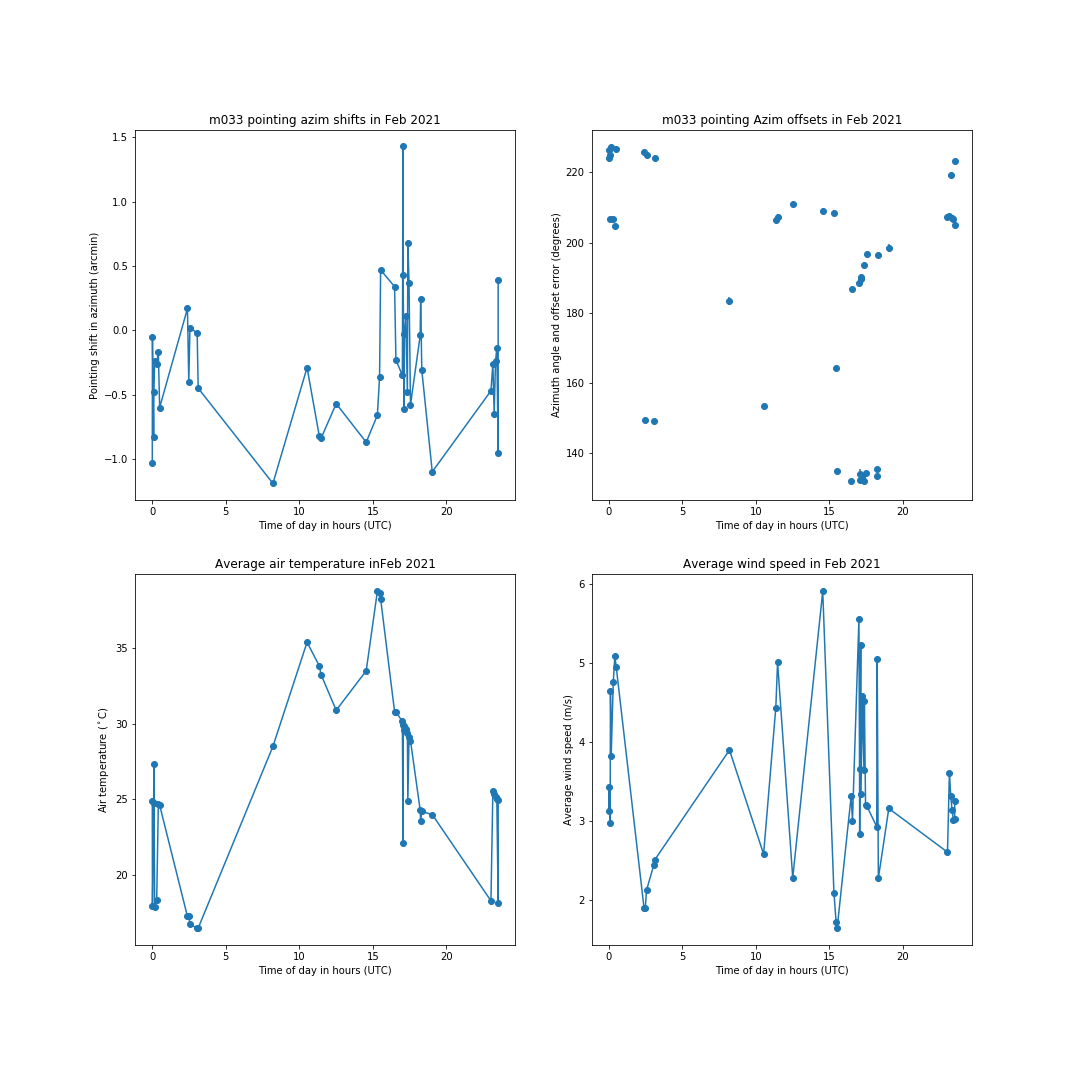 m033 pointing azim shifts in Feb 2021
1.5
1.0
0.5
0.0
−0.5
−1.0
Pointing shift in azimuth (arcmin)
0 5 10 15 20
Time of day in hours (UTC)
m033 pointing Azim offsets in Feb 2021
220
200
180
160
140
Azimuth angle and offset error (degrees)
0 5 10 15 20
Time of day in hours (UTC)
Average air temperature inFeb 2021
35
30
25
20
Air temperature (°C)
0 5 10 15 20
Time of day in hours (UTC)
Average wind speed in Feb 2021
6
5
4
3
2
Average wind speed (m/s)
0 5 10 15 20
Time of day in hours (UTC)